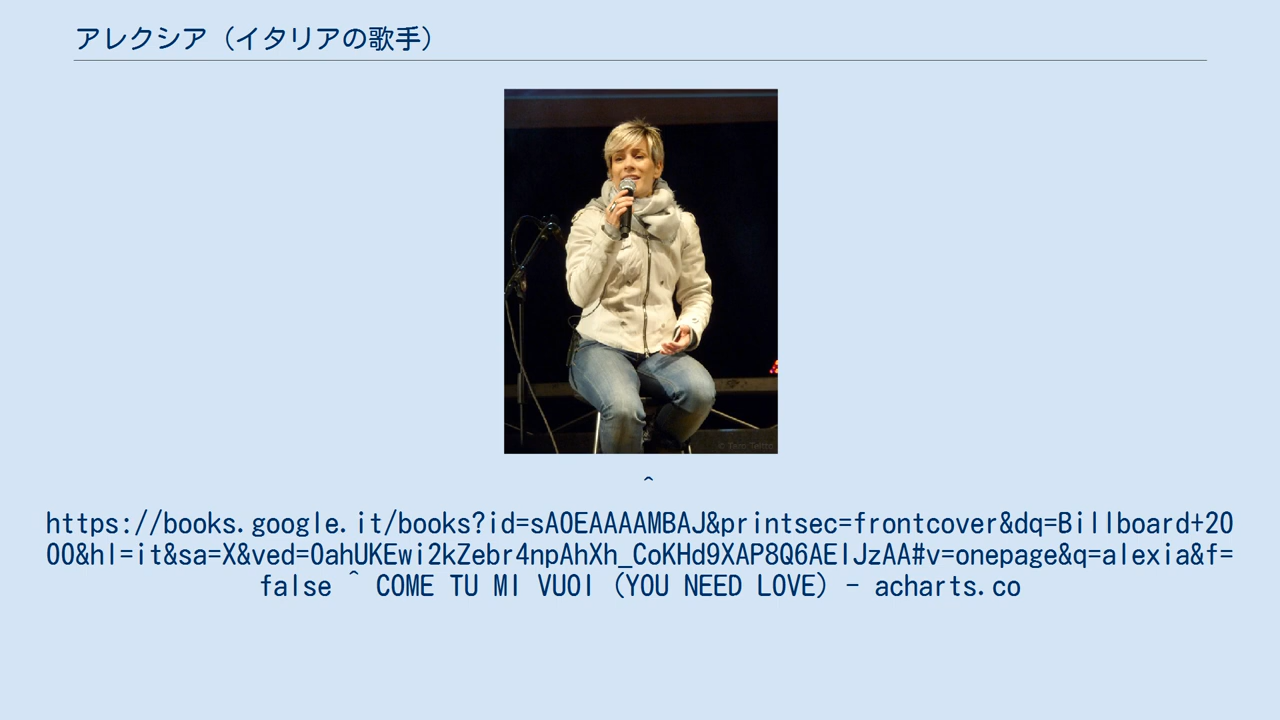 アレクシア（イタリアの歌手）
^
https://books.google.it/books?id=sA0EAAAAMBAJ&printsec=frontcover&dq=Billboard+20
00&hl=it&sa=X&ved=0ahUKEwi2kZebr4npAhXh_CoKHd9XAP8Q6AEIJzAA#v=onepage&q=alexia&f=
false ^ COME TU MI VUOI (YOU NEED LOVE) - acharts.co